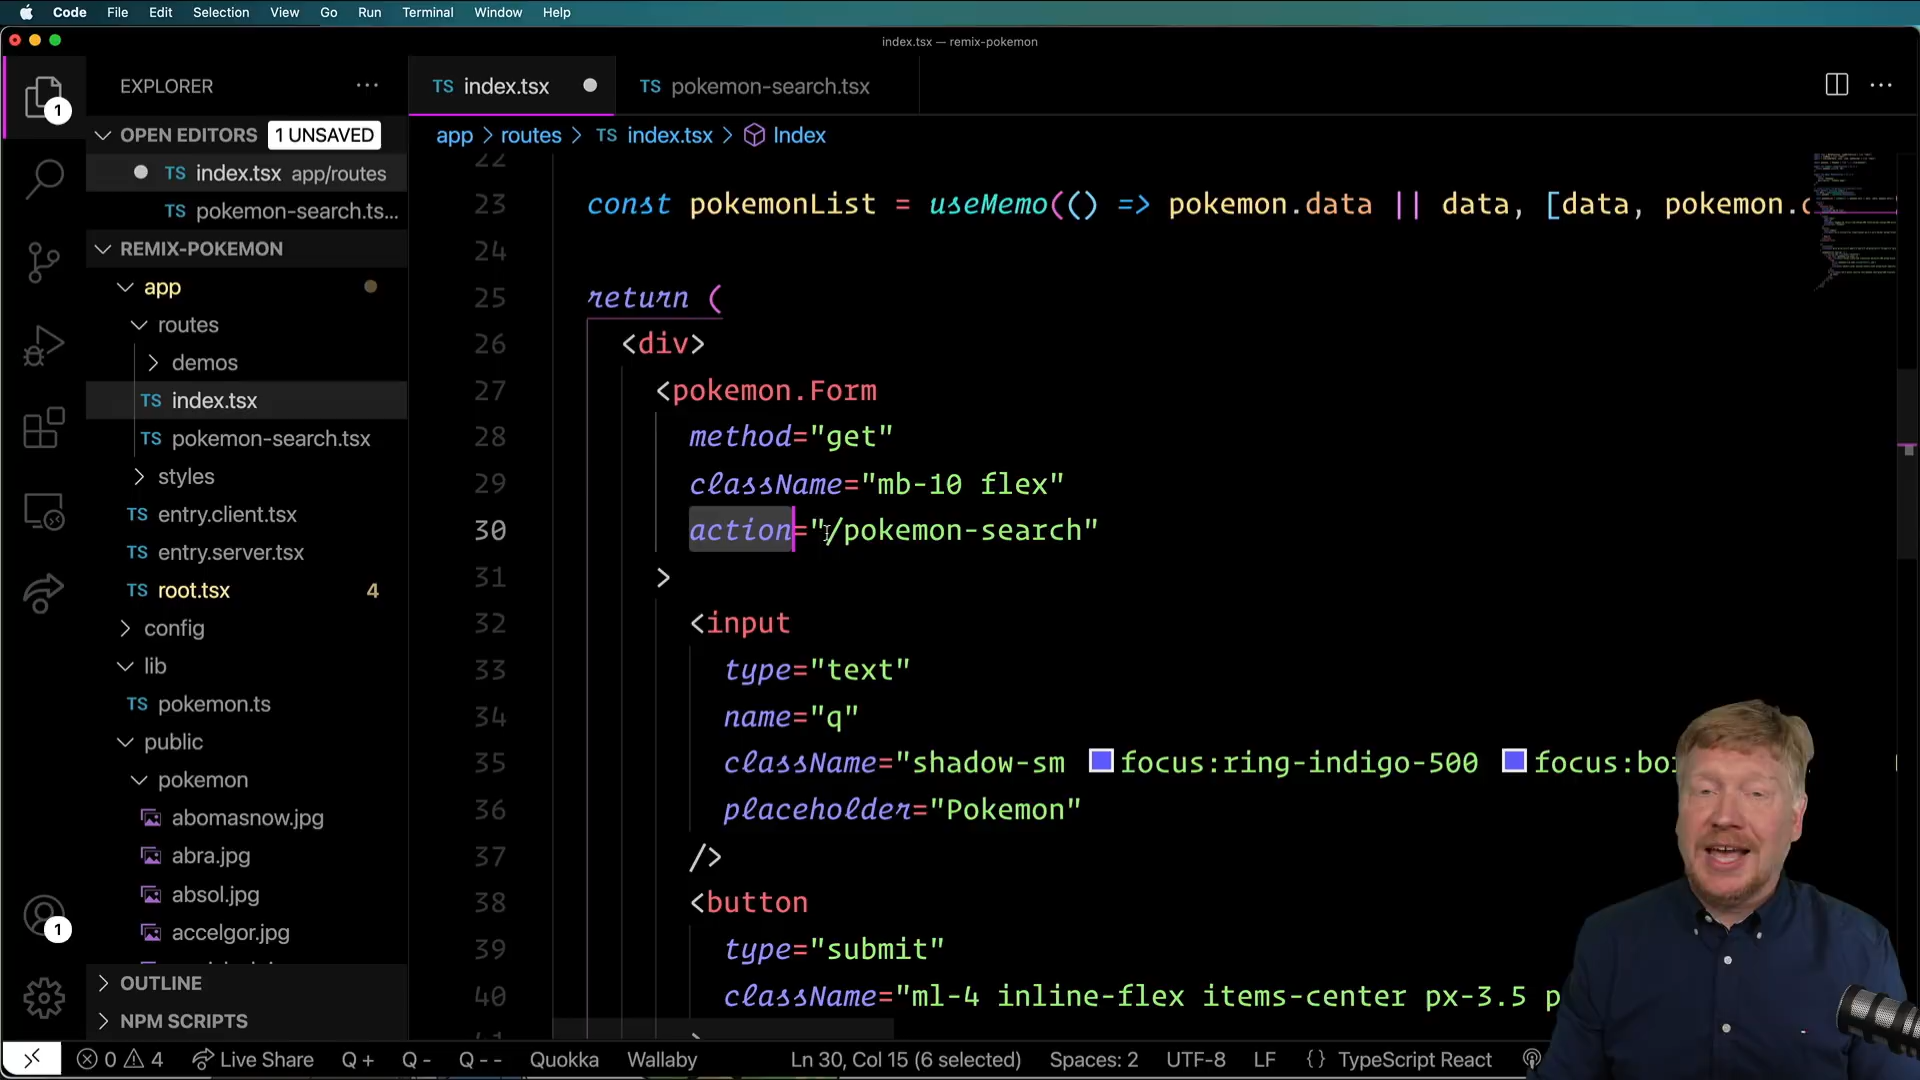 Code File Edit Selection View Go Run Terminal Window Help
index.tsx — remix-pokemon
1
EXPLORER
TS index.tsx
TS pokemon-search.tsx
OPEN EDITORS 1 UNSAVED
TS index.tsx app/routes
TS pokemon-search.ts...
REMIX-POKEMON
app
routes
demos
TS index.tsx
TS pokemon-search.tsx
styles
TS entry.client.tsx
TS entry.server.tsx
TS root.tsx 4
config
lib
TS pokemon.ts
public
pokemon
abomasnow.jpg
abra.jpg
absol.jpg
accelgor.jpg
OUTLINE
NPM SCRIPTS
1
app > routes > TS index.tsx > Index
22
23 const pokemonList = useMemo(() => pokemon.data || data, [data, pokemon.
24
25 return (
26 <div>
27 <pokemon.Form
28 method="get"
29 className="mb-10 flex"
30 action="/pokemon-search"
31 >
32 <input
33 type="text"
34 name="q"
35 className="shadow-sm focus:ring-indigo-500 focus:bo
36 placeholder="Pokemon"
37 />
38 <button
39 type="submit"
40 className="ml-4 inline-flex items-center px-3.5 p
0 4 Live Share Q + Q - Q -- Quokka Wallaby Ln 30, Col 15 (6 selected) Spaces: 2 UTF-8 LF {} TypeScript React